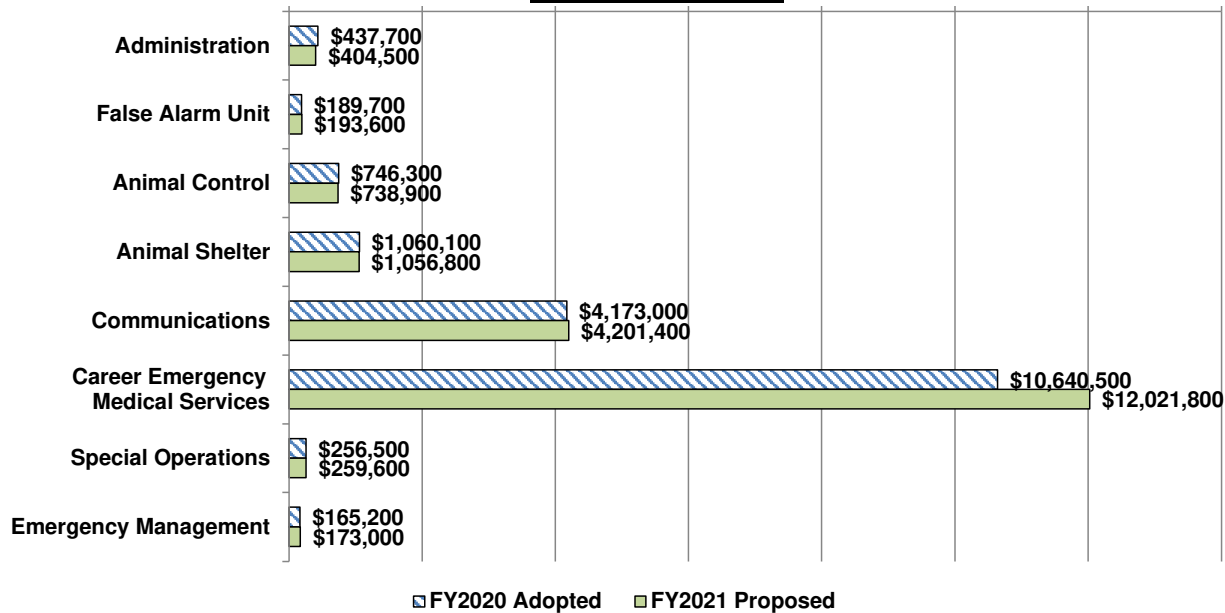 Administration
$437,700
$404,500
False Alarm Unit
$189,700
$193,600
Animal Control
$746,300
$738,900
Animal Shelter
$1,060,100
$1,056,800
Communications
$4,173,000
$4,201,400
Career Emergency
Medical Services
$10,640,500
$12,021,800
Special Operations
$256,500
$259,600
Emergency Management
$165,200
$173,000
FY2020 Adopted FY2021 Proposed